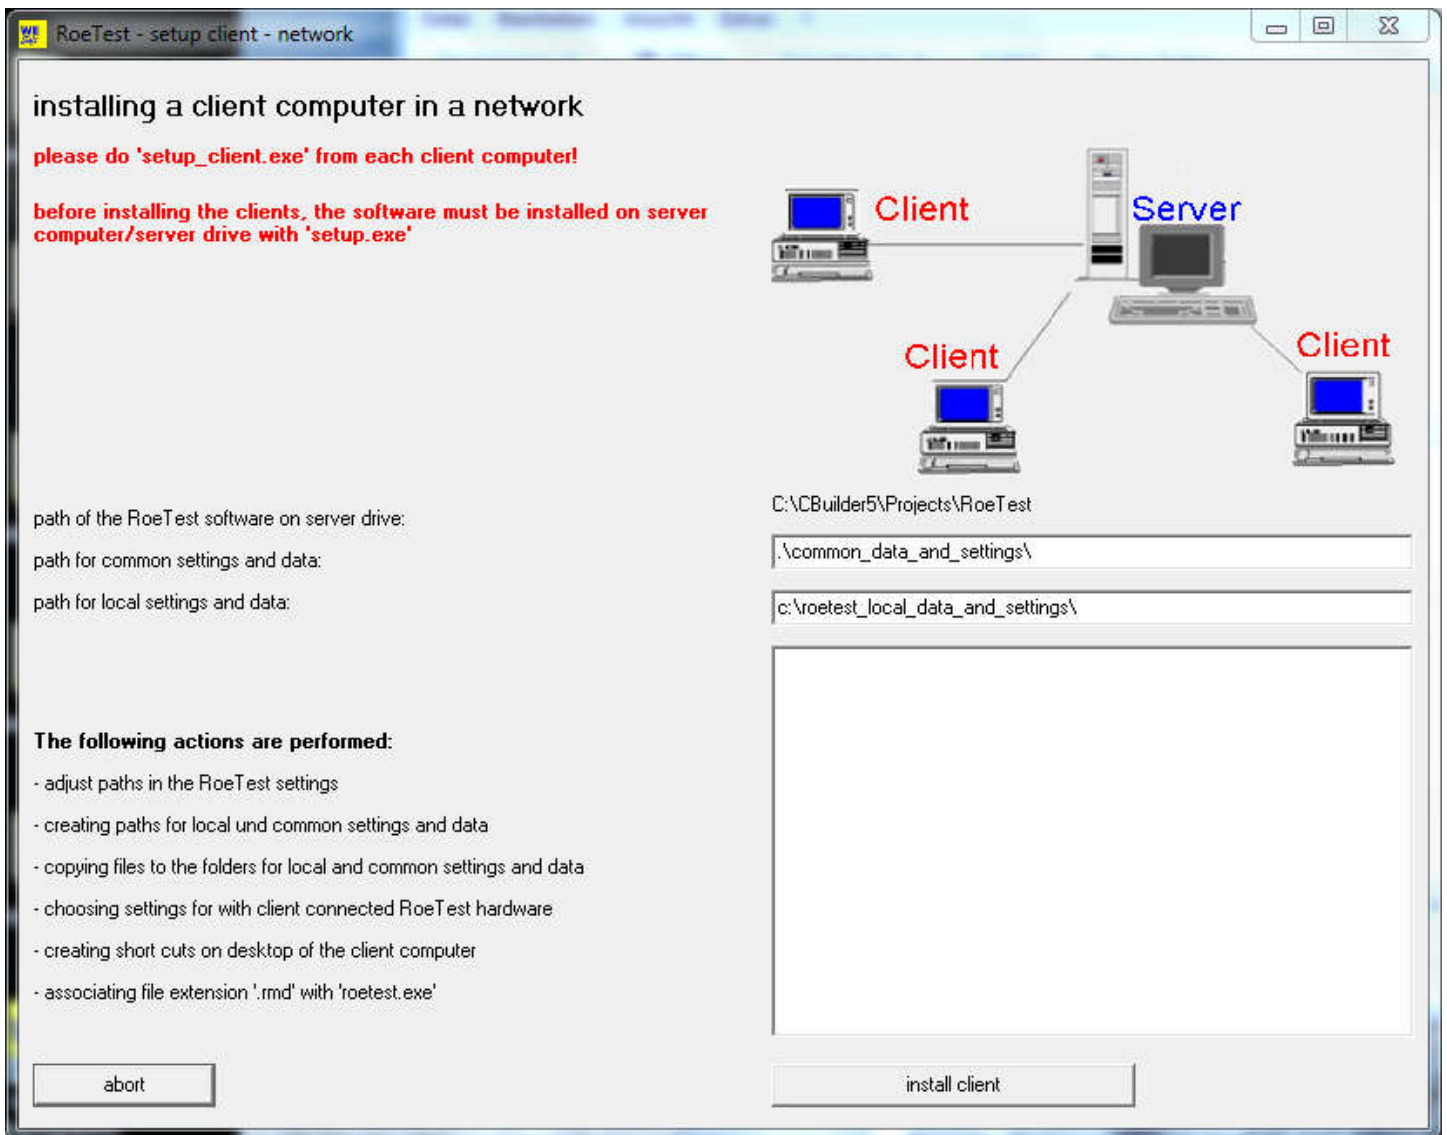 RoeTest - setup client - network
installing a client computer in a network
please do 'setup_client.exe' from each client computer!
before installing the clients, the software must be installed on server
computer/server drive with 'setup.exe'
Client
Server
Client
Client
path of the RoeTest software on server drive:
C:\CBuilder5\Projects\RoeTest
path for common settings and data:
.\common_data_and_settings\
path for local settings and data:
c:\roetest_local_data_and_settings\
The following actions are performed:
- adjust paths in the RoeTest settings
- creating paths for local und common settings and data
- copying files to the folders for local and common settings and data
- choosing settings for with client connected RoeTest hardware
- creating short cuts on desktop of the client computer
- associating file extension '.rmd' with 'roetest.exe'
abort
install client